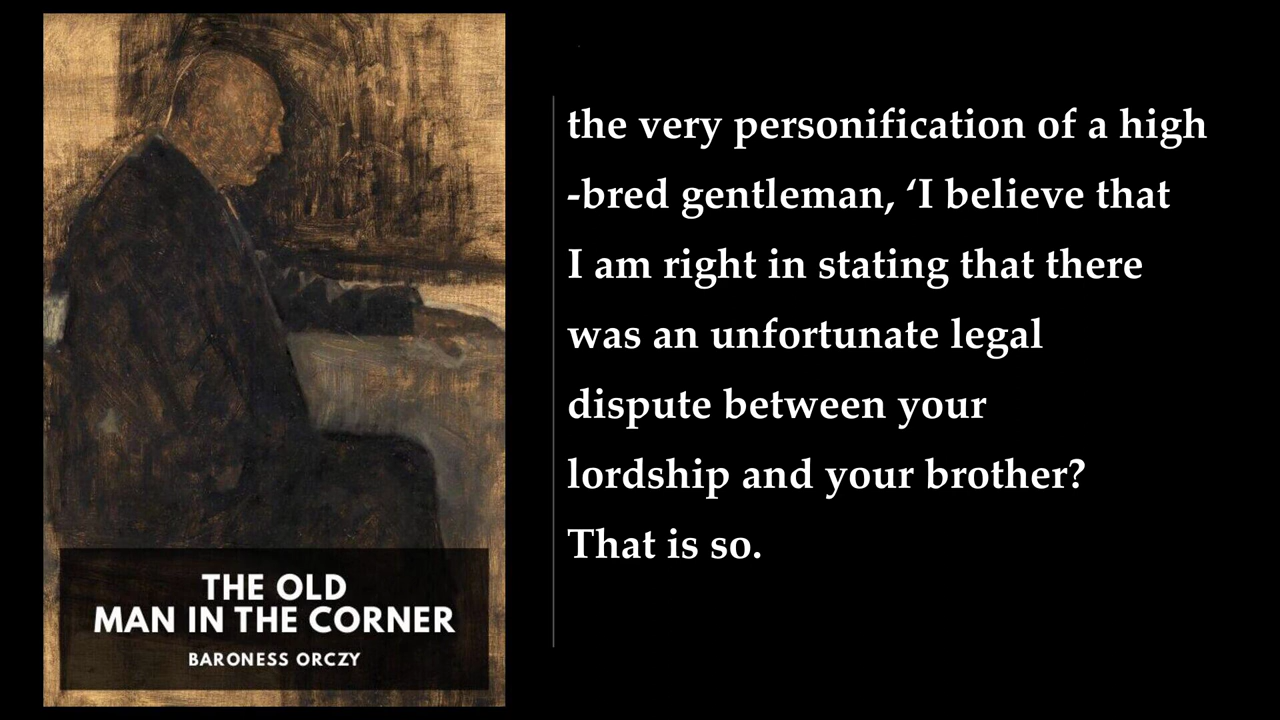 THE OLD
MAN IN THE CORNER
BARONESS ORCZY
the very personification of a high
-bred gentleman, ‘I believe that
I am right in stating that there
was an unfortunate legal
dispute between your
lordship and your brother?
That is so.